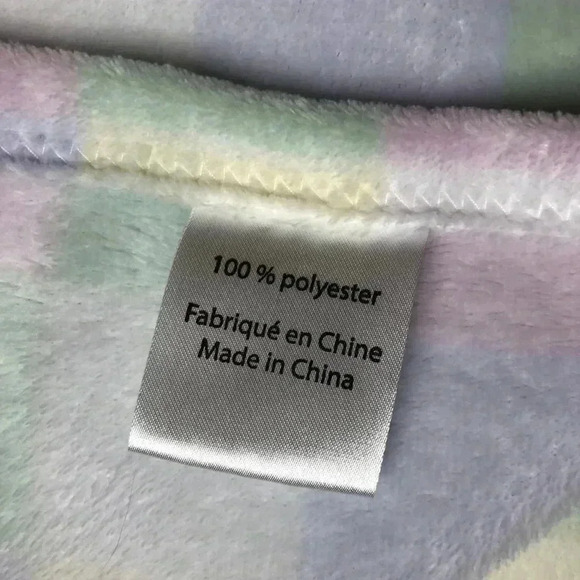 100 % polyester
Fabriqué en Chine
Made in China